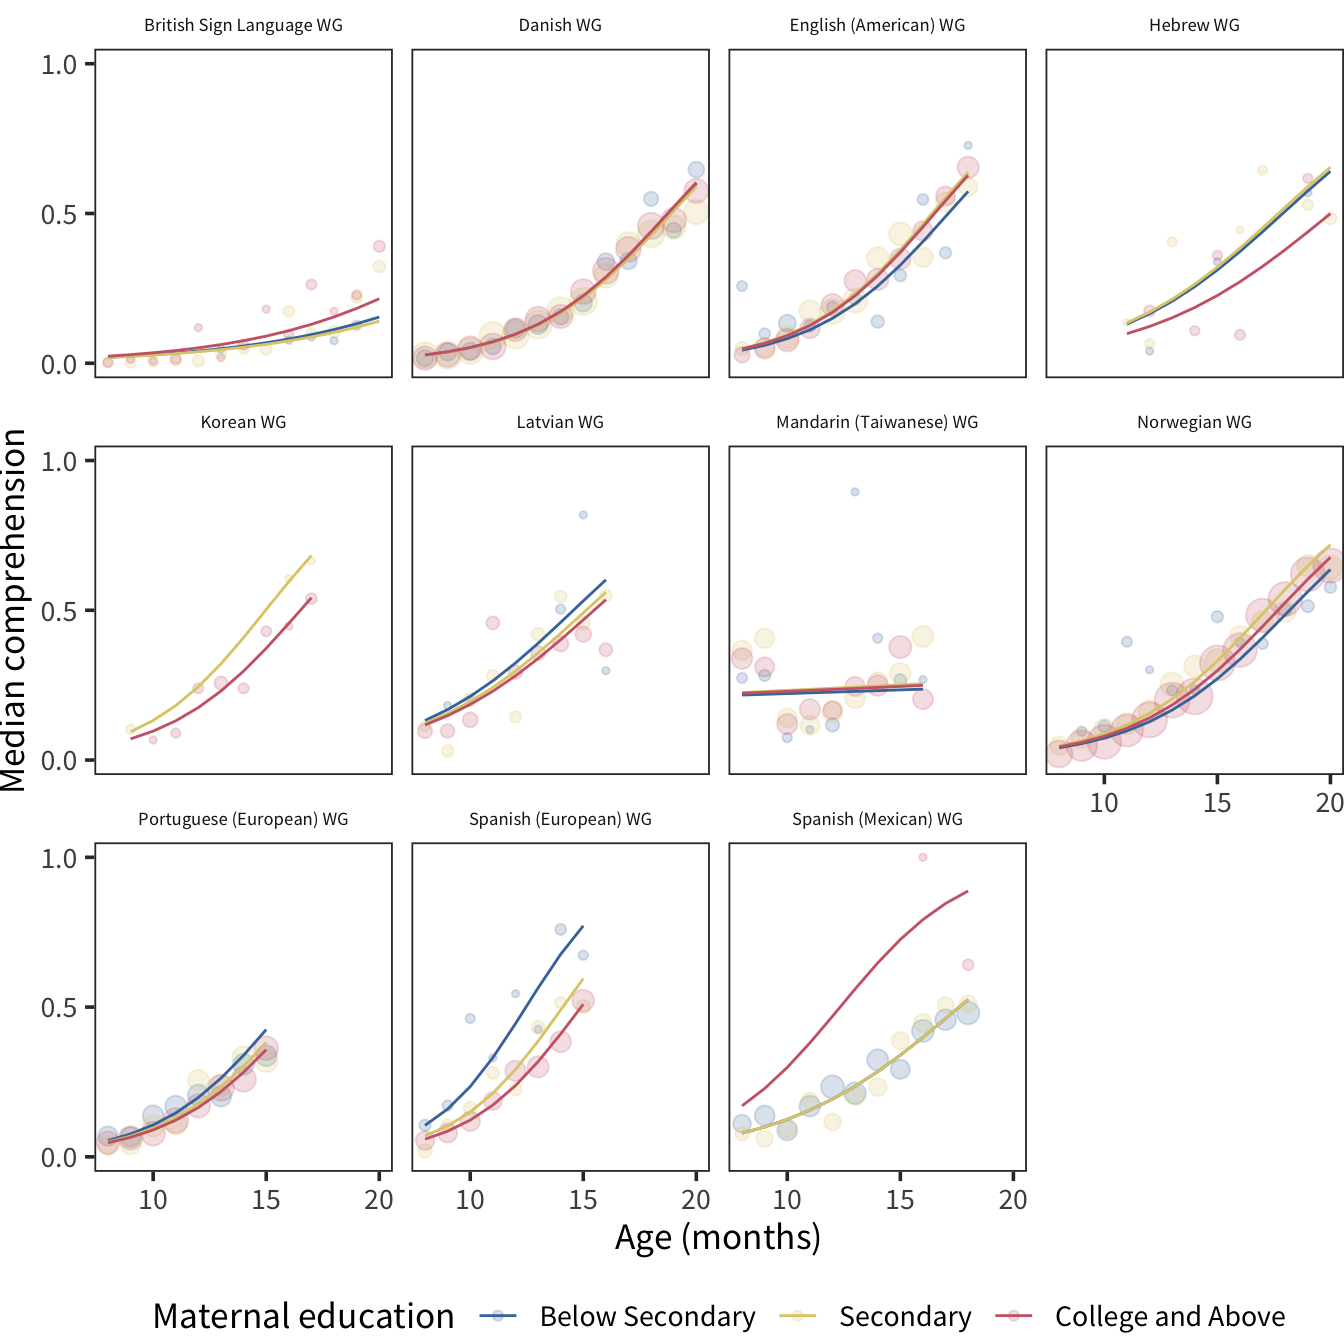 British Sign Language WG
Danish WG
English (American) WG
Hebrew WG
1.0
0.5
0.0
Korean WG
Latvian WG
Mandarin (Taiwanese) WG
Norwegian WG
1.0
0.5
0.0
10 15 20
Median comprehension
Portuguese (European) WG
Spanish (European) WG
Spanish (Mexican) WG
1.0
0.5
0.0
10 15 20
10 15 20
10 15 20
Age (months)
Maternal education Below Secondary Secondary College and Above